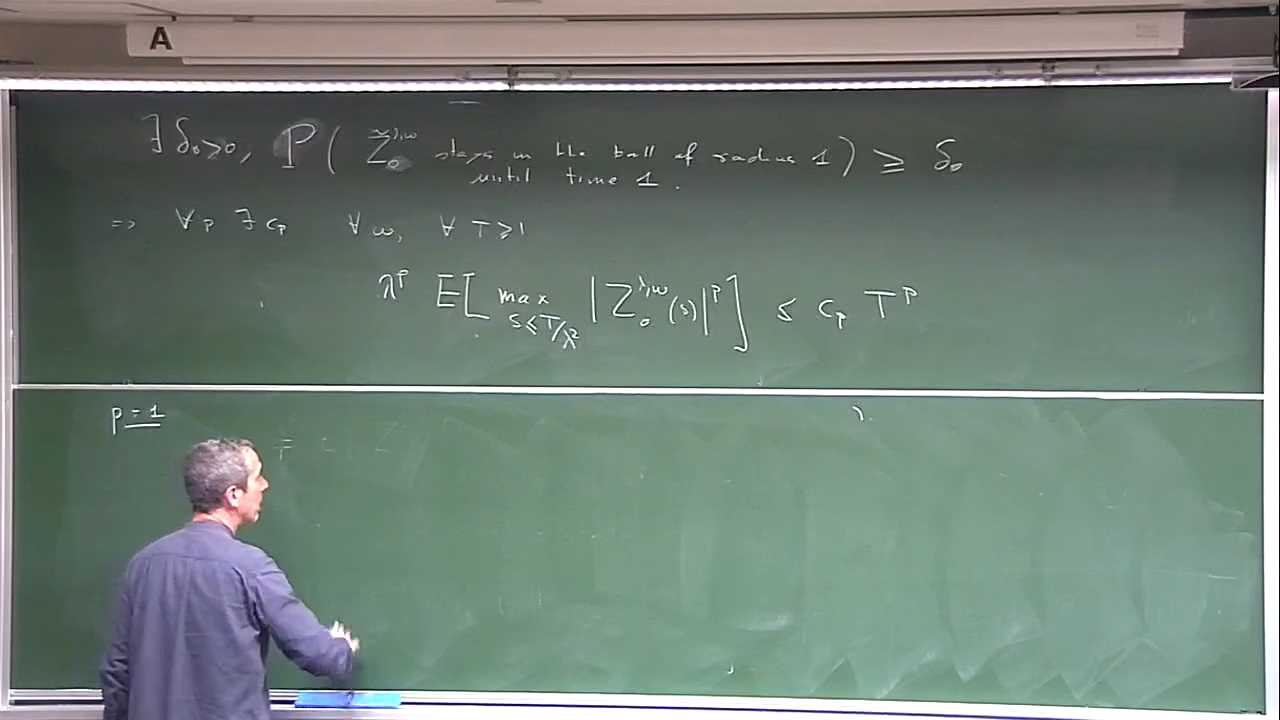 A
∃ δ₀>0, P( Z̃₀^{λ,ω} stays in the ball of radius 1 ) ≥ δ₀
until time 1.
⇒ ∀ p ∃ c_p ∀ ω, ∀ T ≥ 1
λ^p E[ max_{s ≤ T/λ²} | Z₀^{λ,ω}(s) |^p ] ≤ c_p T^p
p = 1